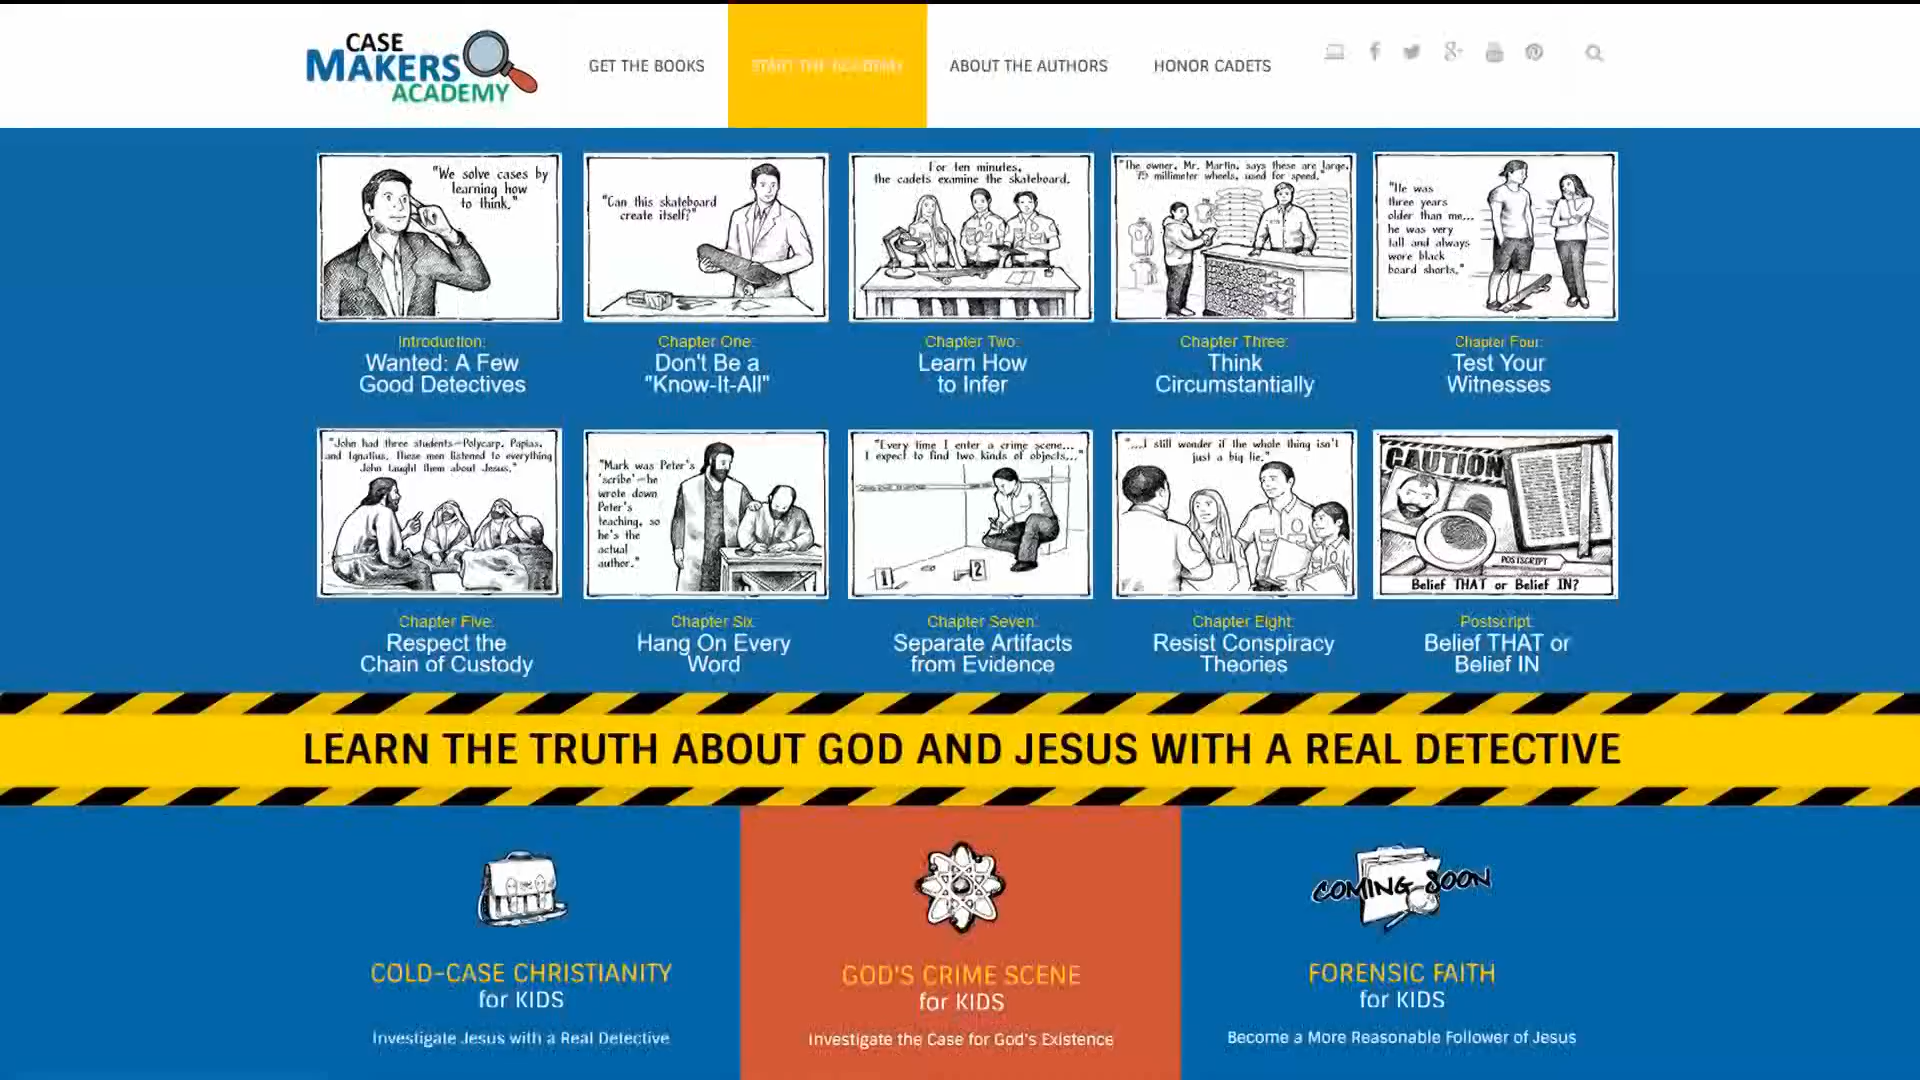 CASE
MAKERS
ACADEMY
GET THE BOOKS
START THE ACADEMY
ABOUT THE AUTHORS
HONOR CADETS
"We solve cases by
learning how
to think."
Introduction:
Wanted: A Few
Good Detectives
"Can this skateboard
create itself?"
Chapter One:
Don't Be a
"Know-It-All"
For ten minutes,
the cadets examine the skateboard.
Chapter Two:
Learn How
to Infer
"The owner, Mr. Martin, says these are large,
75 millimeter wheels, used for speed."
Chapter Three:
Think
Circumstantially
"He was
three years
older than me...
he was very
tall and always
wore black
board shorts."
Chapter Four:
Test Your
Witnesses
"John had three students—Polycarp, Papias,
and Ignatius. These men listened to everything
John taught them about Jesus."
Chapter Five:
Respect the
Chain of Custody
"Mark was Peter's
'scribe'—he
wrote down
Peter's
teaching, so
he's the
actual
author."
Chapter Six:
Hang On Every
Word
"Every time I enter a crime scene...
I expect to find two kinds of objects..."
1
2
Chapter Seven:
Separate Artifacts
from Evidence
"...I still wonder if the whole thing isn't
just a big lie."
Chapter Eight:
Resist Conspiracy
Theories
CAUTION
POSTSCRIPT
Belief THAT or Belief IN?
Postscript:
Belief THAT or
Belief IN
LEARN THE TRUTH ABOUT GOD AND JESUS WITH A REAL DETECTIVE
COLD-CASE CHRISTIANITY
for KIDS
Investigate Jesus with a Real Detective
GOD'S CRIME SCENE
for KIDS
Investigate the Case for God's Existence
COMING SOON
FORENSIC FAITH
for KIDS
Become a More Reasonable Follower of Jesus